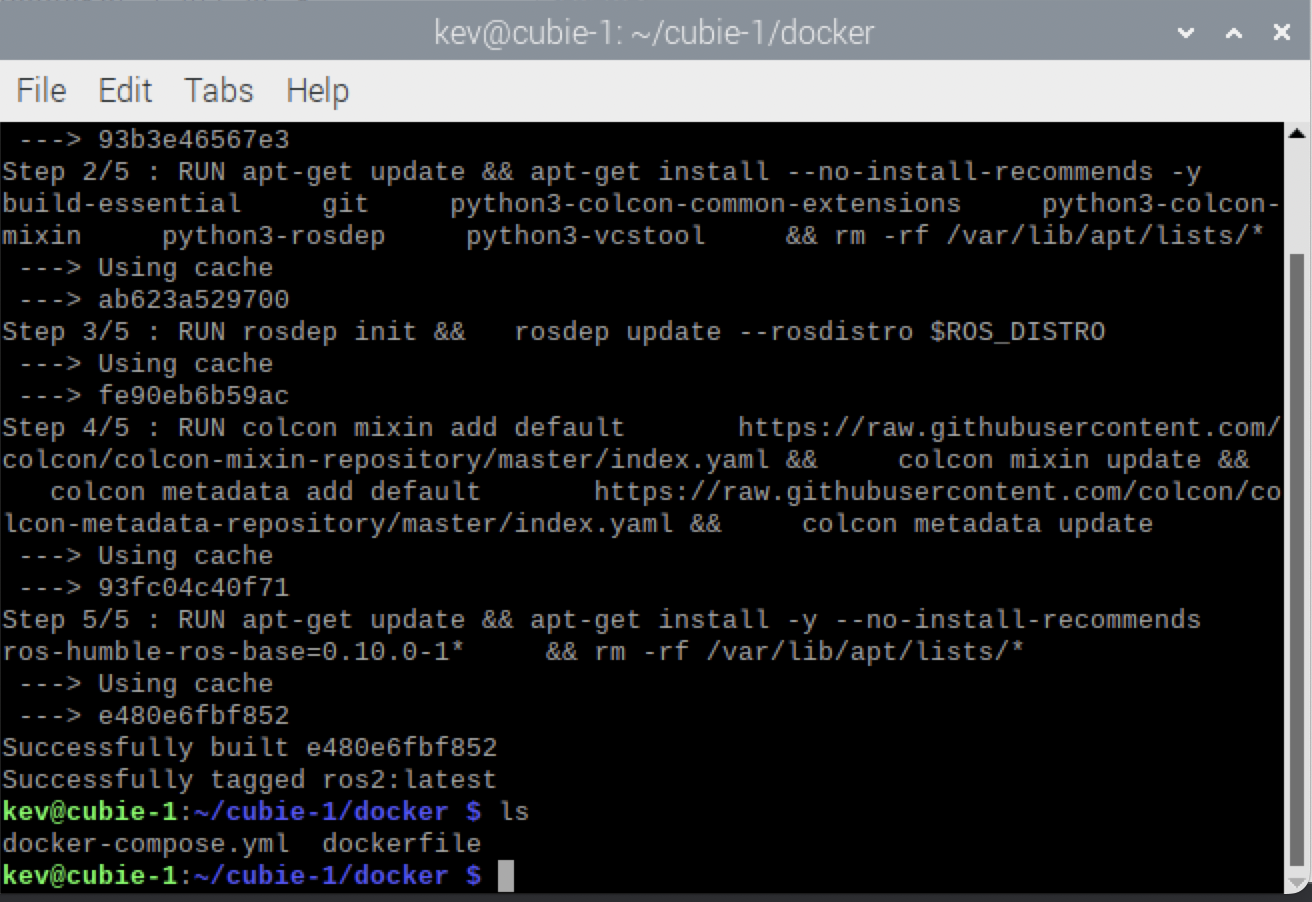 kev@cubie-1: ~/cubie-1/docker
File Edit Tabs Help
---> 93b3e46567e3
Step 2/5 : RUN apt-get update && apt-get install --no-install-recommends -y
build-essential     git     python3-colcon-common-extensions     python3-colcon-
mixin     python3-rosdep     python3-vcstool     && rm -rf /var/lib/apt/lists/*
---> Using cache
---> ab623a529700
Step 3/5 : RUN rosdep init &&   rosdep update --rosdistro $ROS_DISTRO
---> Using cache
---> fe90eb6b59ac
Step 4/5 : RUN colcon mixin add default       https://raw.githubusercontent.com/
colcon/colcon-mixin-repository/master/index.yaml &&     colcon mixin update &&
colcon metadata add default       https://raw.githubusercontent.com/colcon/co
lcon-metadata-repository/master/index.yaml &&     colcon metadata update
---> Using cache
---> 93fc04c40f71
Step 5/5 : RUN apt-get update && apt-get install -y --no-install-recommends
ros-humble-ros-base=0.10.0-1*     && rm -rf /var/lib/apt/lists/*
---> Using cache
---> e480e6fbf852
Successfully built e480e6fbf852
Successfully tagged ros2:latest
kev@cubie-1:~/cubie-1/docker $ ls
docker-compose.yml  dockerfile
kev@cubie-1:~/cubie-1/docker $